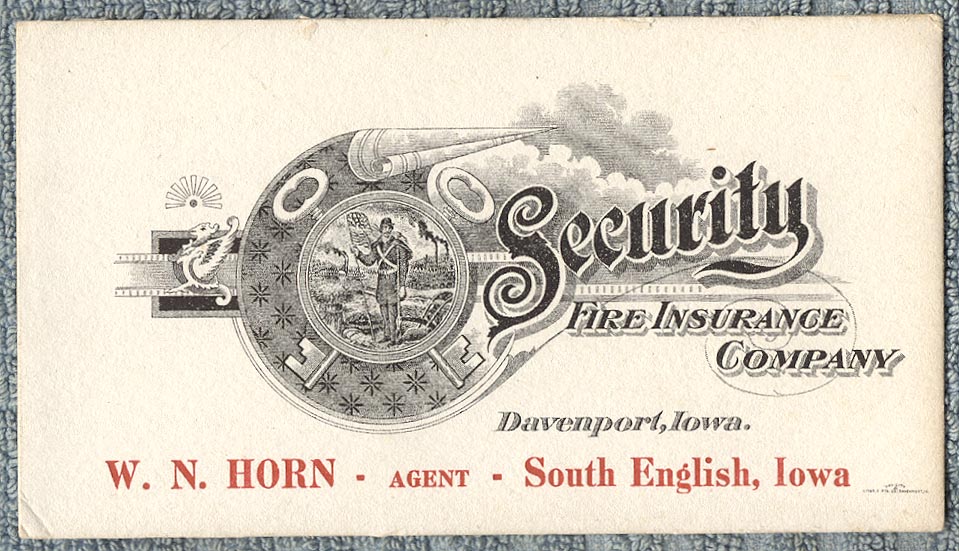 Security
FIRE INSURANCE
COMPANY
Davenport, Iowa.
W. N. HORN - AGENT - South English, Iowa